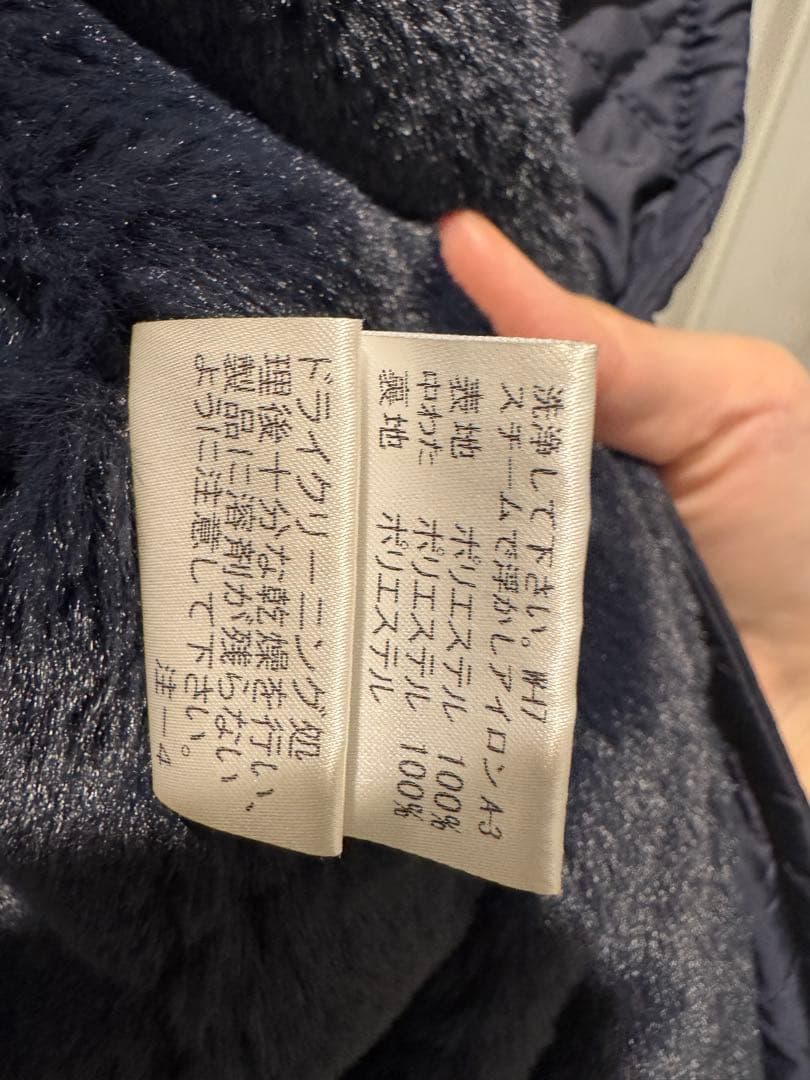 洗浄して下さい。W-17
スチームで浮かしアイロン A-3
表地 ポリエステル 100%
中わた ポリエステル 100%
裏地 ポリエステル 100%
ドライクリーニング処
理後十分な乾燥を行い、
製品に溶剤が残らない
ように注意して下さい。
注-4